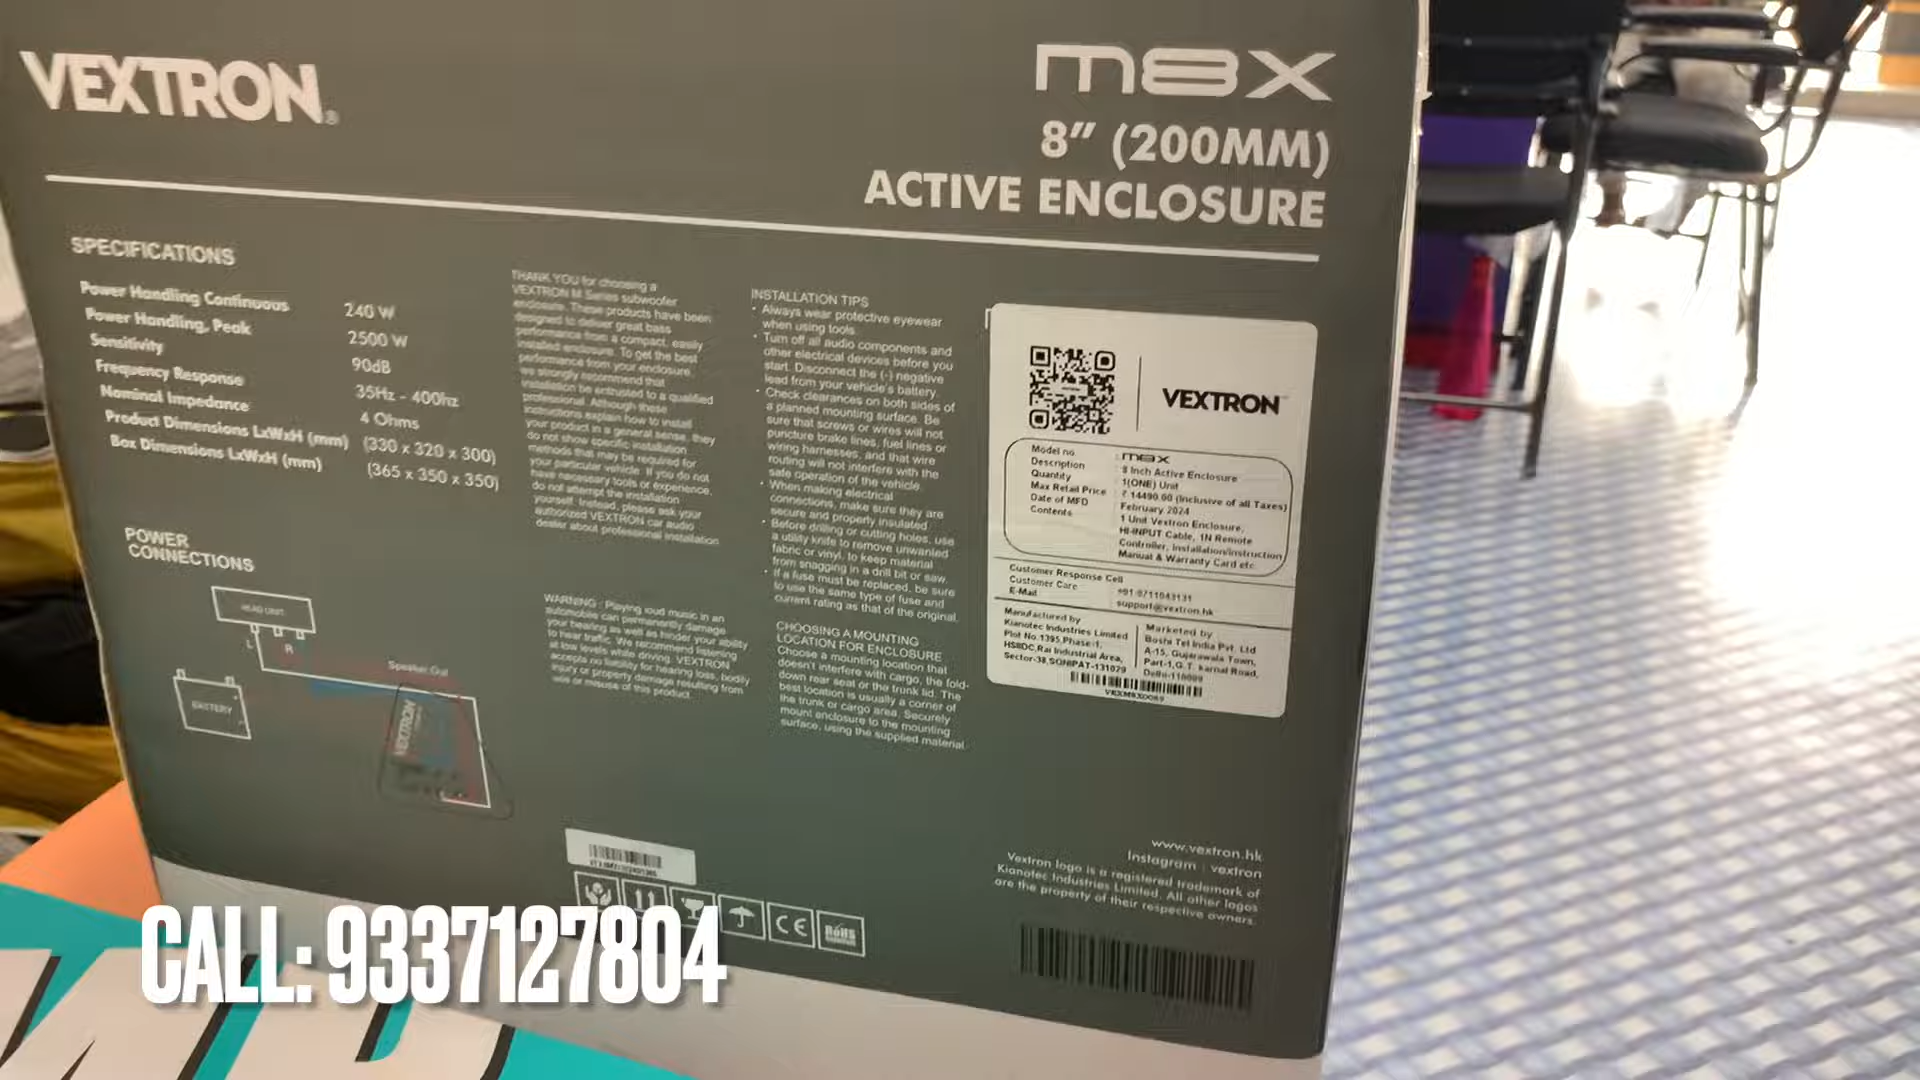 VEXTRON®
m8x
8” (200MM)
ACTIVE ENCLOSURE
SPECIFICATIONS
Power Handling Continuous 240 W
Power Handling, Peak 2500 W
Sensitivity 90dB
Frequency Response 35Hz - 400hz
Nominal Impedance 4 Ohms
Product Dimensions LxWxH (mm) (330 x 320 x 300)
Box Dimensions LxWxH (mm) (365 x 350 x 350)
POWER
CONNECTIONS
HEAD UNIT
L R
Speaker Out
BATTERY
VEXTRON
THANK YOU for choosing a
VEXTRON M Series subwoofer
enclosure. These products have been
designed to deliver great bass
performance from a compact, easily
installed enclosure. To get the best
performance from your enclosure,
we strongly recommend that
installation be entrusted to a qualified
professional. Although these
instructions explain how to install
your product in a general sense, they
do not show specific installation
methods that may be required for
your particular vehicle. If you do not
have necessary tools or experience,
do not attempt the installation
yourself. Instead, please ask your
authorized VEXTRON car audio
dealer about professional installation
WARNING : Playing loud music in an
automobile can permanently damage
your hearing as well as hinder your ability
to hear traffic. We recommend listening
at low levels while driving. VEXTRON
accepts no liability for hearing loss, bodily
injury or property damage resulting from
use or misuse of this product.
INSTALLATION TIPS
• Always wear protective eyewear
when using tools.
• Turn off all audio components and
other electrical devices before you
start. Disconnect the (-) negative
lead from your vehicle's battery.
• Check clearances on both sides of
a planned mounting surface. Be
sure that screws or wires will not
puncture brake lines, fuel lines or
wiring harnesses, and that wire
routing will not interfere with the
safe operation of the vehicle.
• When making electrical
connections, make sure they are
secure and properly insulated
• Before drilling or cutting holes, use
a utility knife to remove unwanted
fabric or vinyl, to keep material
from snagging in a drill bit or saw.
• If a fuse must be replaced, be sure
to use the same type of fuse and
current rating as that of the original.
CHOOSING A MOUNTING
LOCATION FOR ENCLOSURE
Choose a mounting location that
doesn't interfere with cargo, the fold-
down rear seat or the trunk lid. The
best location is usually a corner of
the trunk or cargo area. Securely
mount enclosure to the mounting
surface, using the supplied material
VEXTRON
Model no. : m8x
Description : 8 Inch Active Enclosure
Quantity : 1(ONE) Unit
Max Retail Price : ₹ 14490.00 (Inclusive of all Taxes)
Date of MFD : February 2024
Contents : 1 Unit Vextron Enclosure,
HI-INPUT Cable, 1N Remote
Controller, Installation/Instruction
Manual & Warranty Card etc.
Customer Response Cell
Customer Care : +91-8711043131
E-Mail : support@vextron.hk
Manufactured by
Kianotec Industries Limited
Plot No.1395,Phase-1,
HSIIDC,Rai Industrial Area,
Sector-38,SONIPAT-131029
Marketed by
Boshi Tel India Pvt. Ltd
A-15, Gujarawala Town,
Part-1,G.T. karnal Road,
Delhi-110009
www.vextron.hk
Instagram : vextron
Vextron logo is a registered trademark of
Kianotec Industries Limited. All other logos
are the property of their respective owners.
CE
RoHS
CALL: 9337127804